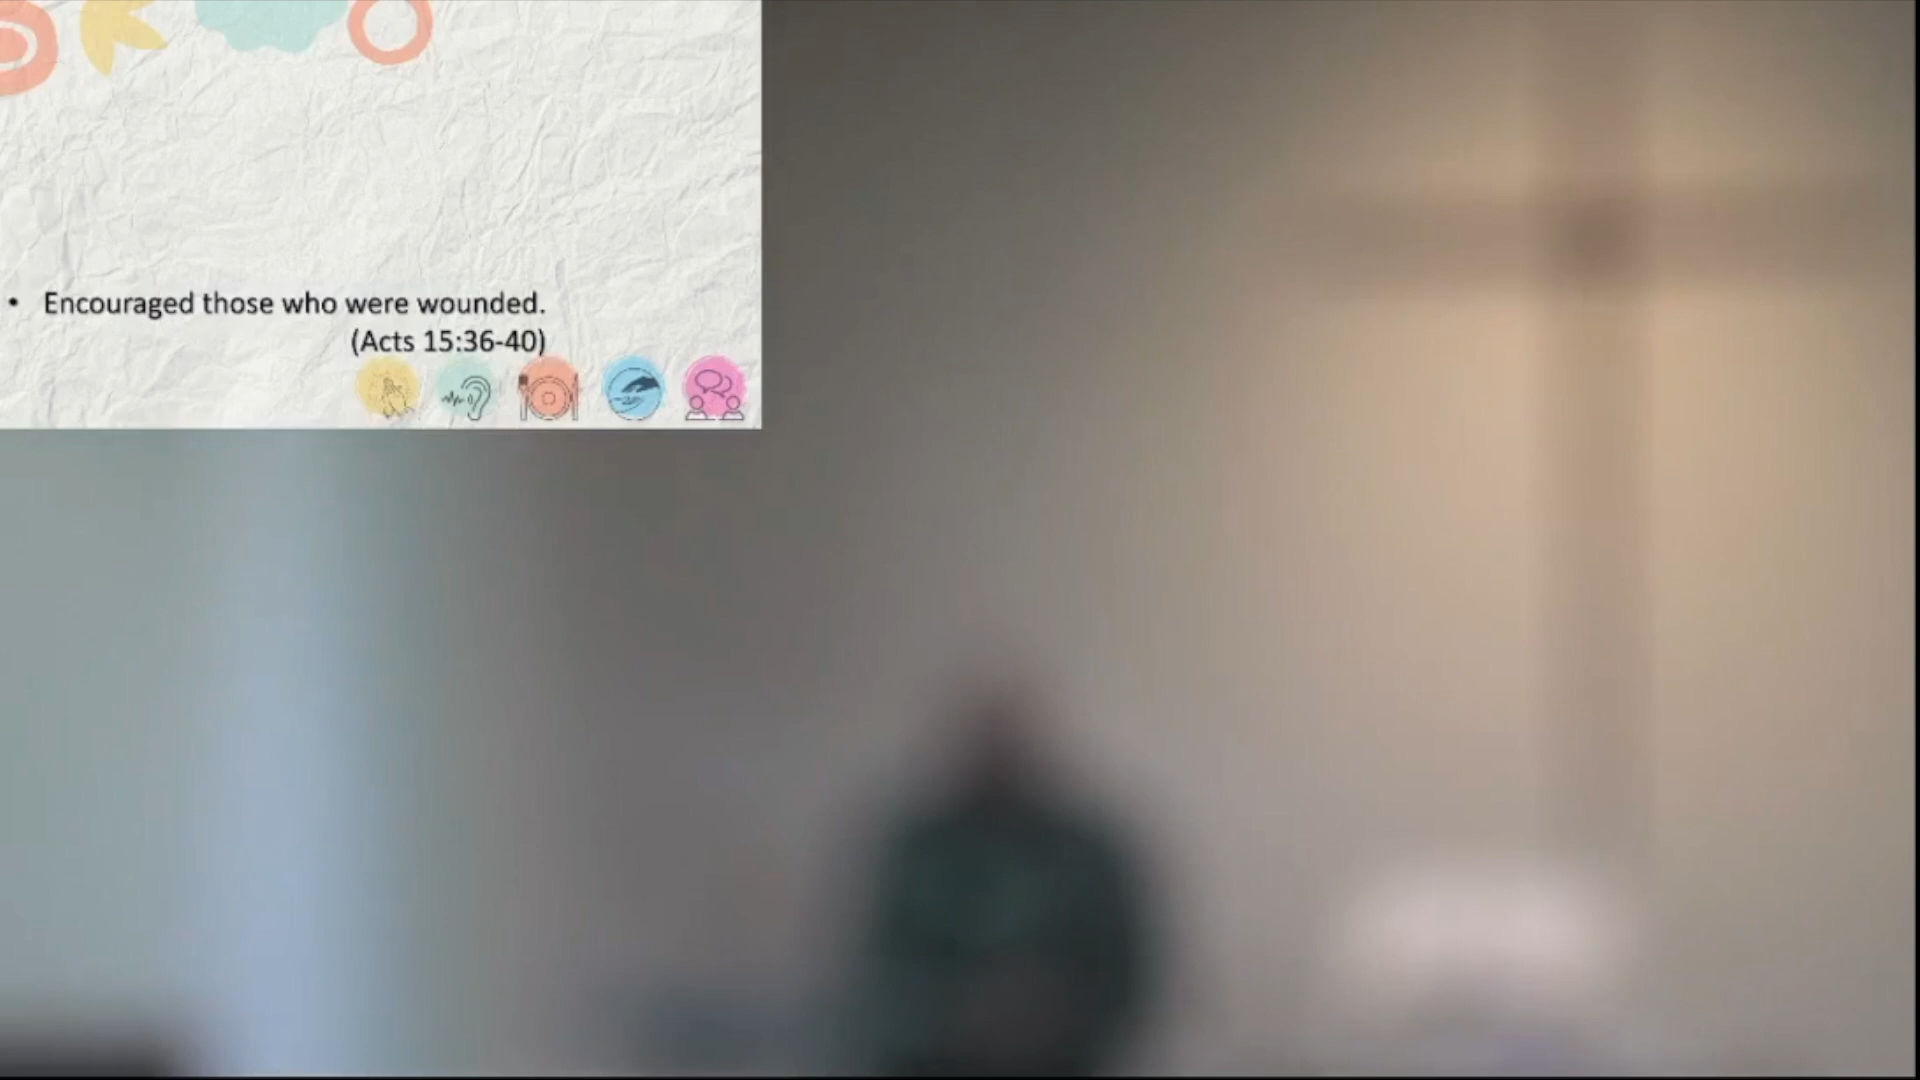 • Encouraged those who were wounded.
(Acts 15:36-40)